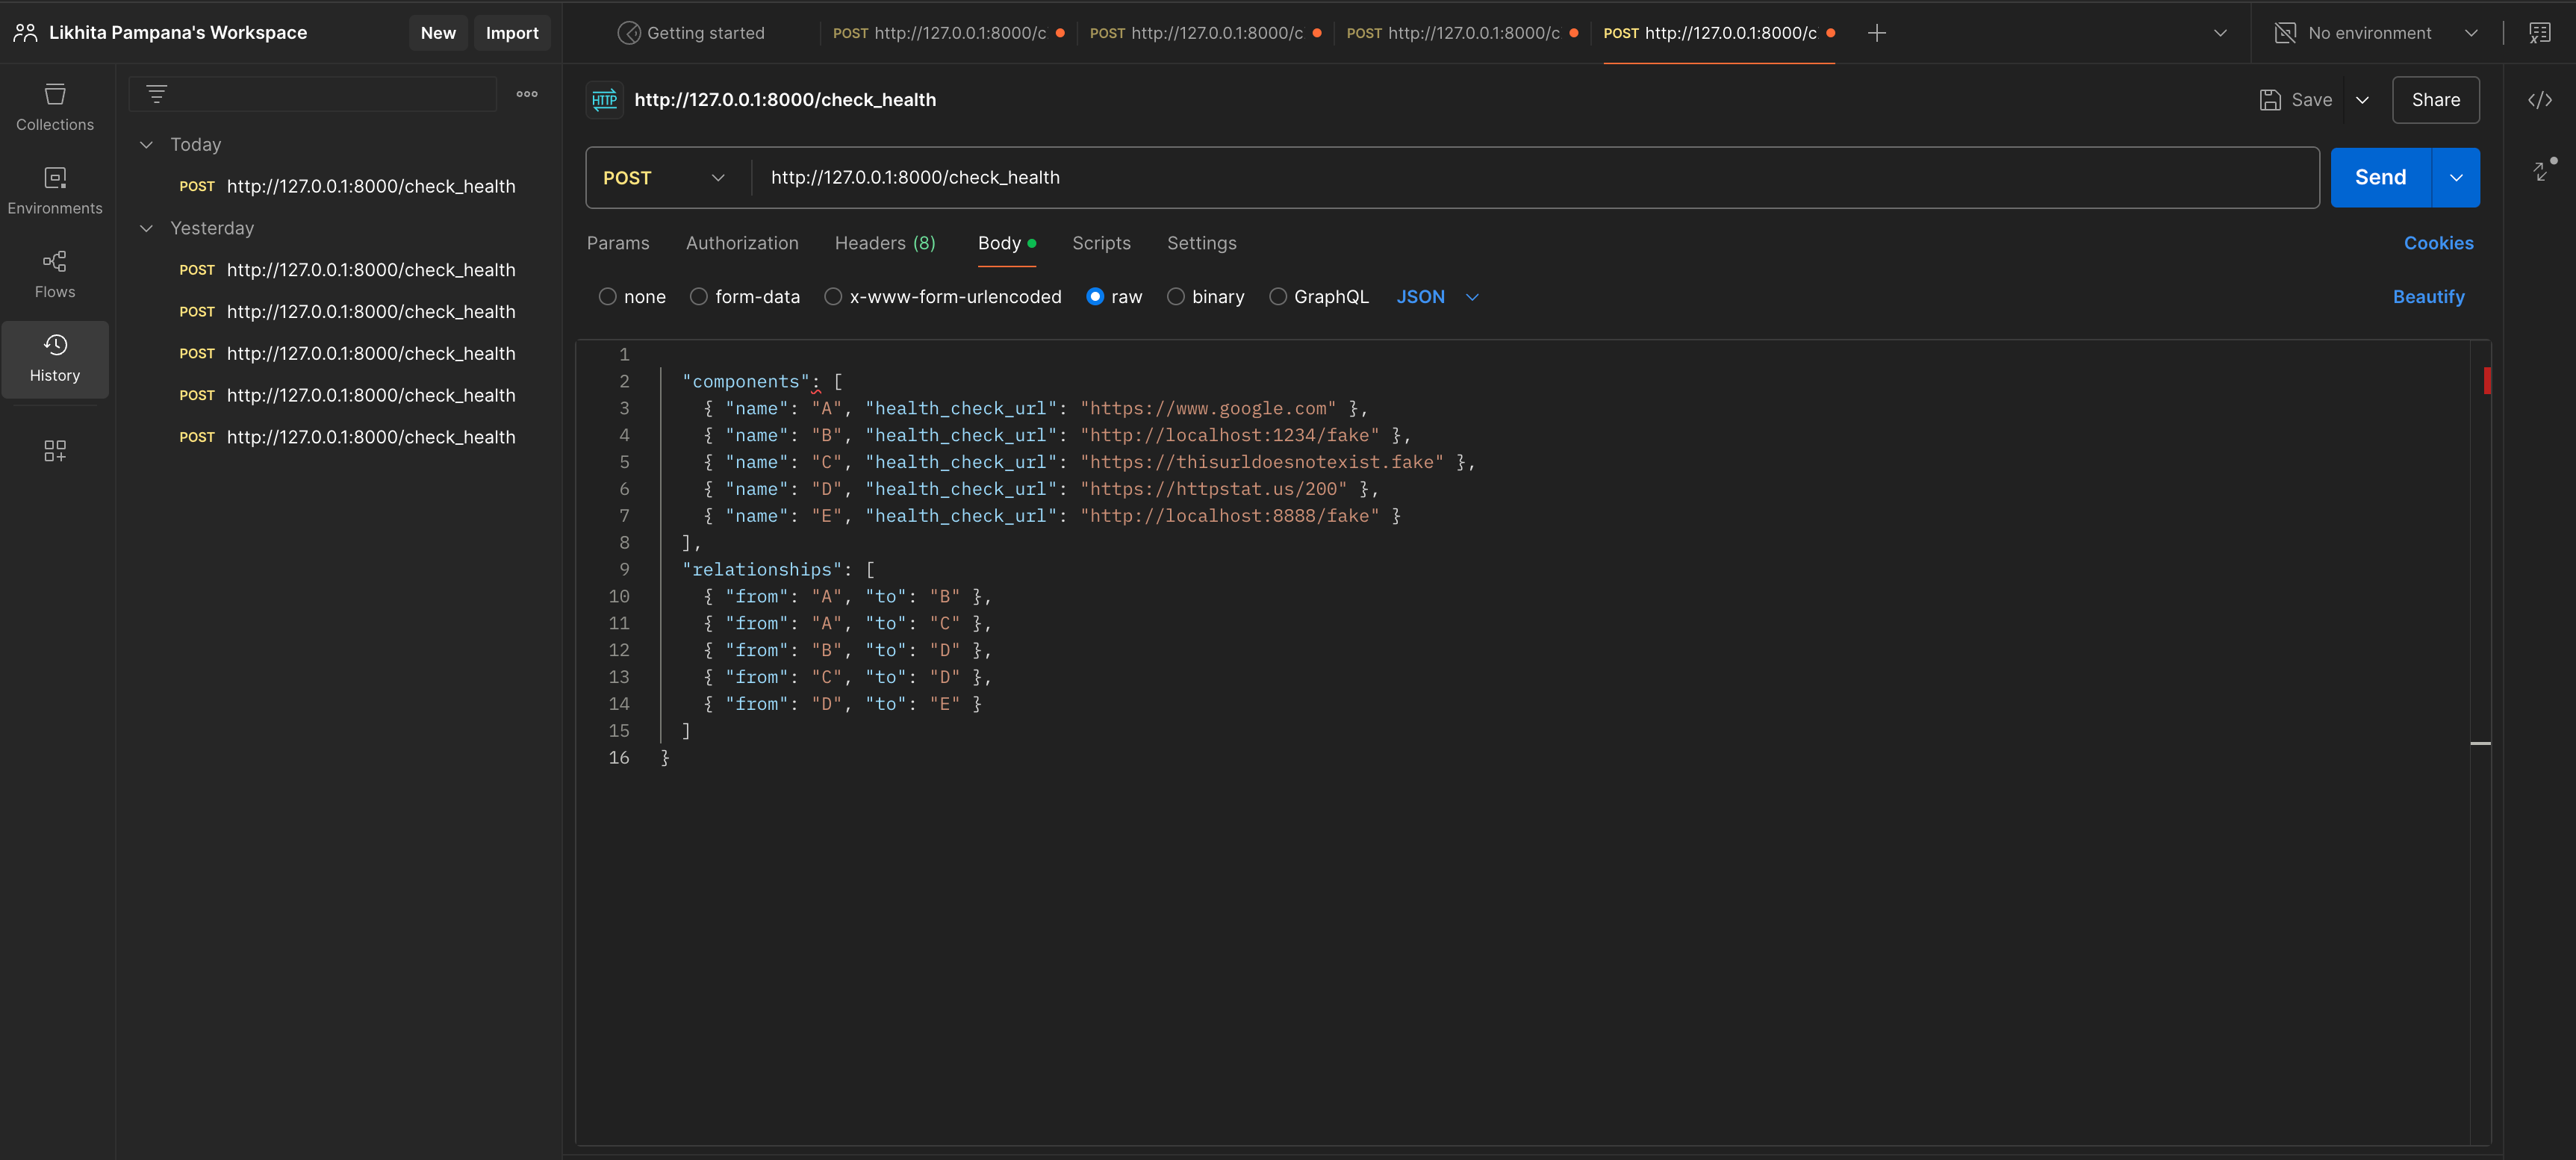 Likhita Pampana's Workspace
New
Import
Getting started
POST http://127.0.0.1:8000/c
POST http://127.0.0.1:8000/c
POST http://127.0.0.1:8000/c
POST http://127.0.0.1:8000/c
No environment
Collections
Environments
Flows
History
Today
POST http://127.0.0.1:8000/check_health
Yesterday
POST http://127.0.0.1:8000/check_health
POST http://127.0.0.1:8000/check_health
POST http://127.0.0.1:8000/check_health
POST http://127.0.0.1:8000/check_health
POST http://127.0.0.1:8000/check_health
HTTP http://127.0.0.1:8000/check_health
Save
Share
POST http://127.0.0.1:8000/check_health
Send
Params Authorization Headers (8) Body Scripts Settings
Cookies
none form-data x-www-form-urlencoded raw binary GraphQL JSON
Beautify
1
2 "components": [
3 { "name": "A", "health_check_url": "https://www.google.com" },
4 { "name": "B", "health_check_url": "http://localhost:1234/fake" },
5 { "name": "C", "health_check_url": "https://thisurldoesnotexist.fake" },
6 { "name": "D", "health_check_url": "https://httpstat.us/200" },
7 { "name": "E", "health_check_url": "http://localhost:8888/fake" }
8 ],
9 "relationships": [
10 { "from": "A", "to": "B" },
11 { "from": "A", "to": "C" },
12 { "from": "B", "to": "D" },
13 { "from": "C", "to": "D" },
14 { "from": "D", "to": "E" }
15 ]
16 }